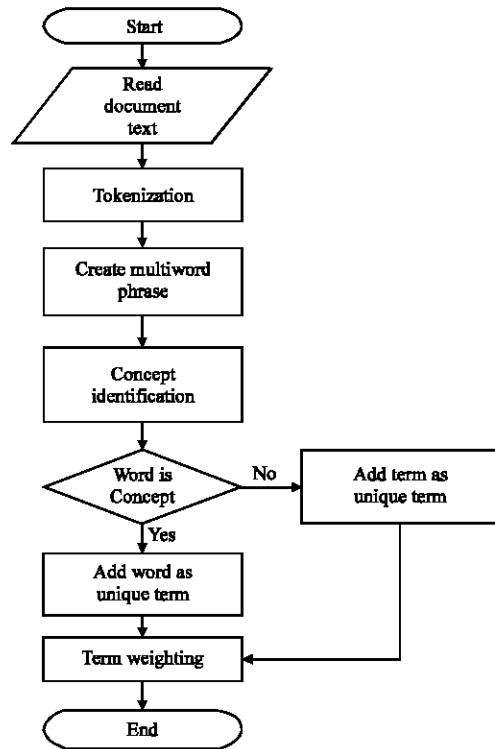 Start
Read
document
text
Tokenization
Create multiword
phrase
Concept
identification
Word is
Concept
No
Add term as
unique term
Yes
Add word as
unique term
Term weighting
End